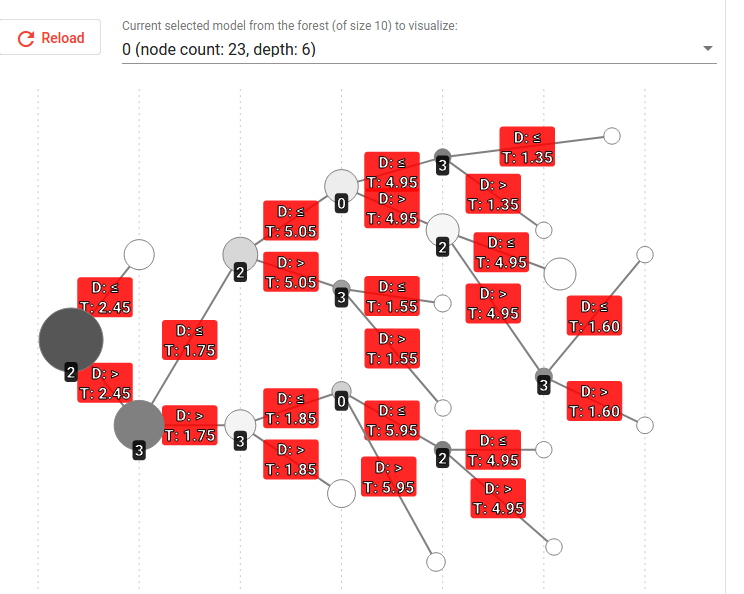 Reload
Current selected model from the forest (of size 10) to visualize:
0 (node count: 23, depth: 6)
D: ≤
T: 1.35
3
D: ≤
T: 4.95
D: >
T: 4.95
D: >
T: 1.35
0
D: ≤
T: 5.05
2
D: ≤
T: 4.95
2
D: >
T: 5.05
3
D: ≤
T: 1.55
D: >
T: 4.95
D: ≤
T: 2.45
D: ≤
T: 1.60
D: ≤
T: 1.75
D: >
T: 1.55
2
D: >
T: 2.45
3
D: >
T: 1.60
D: ≤
T: 1.85
0
D: >
T: 1.75
D: ≤
T: 5.95
3
3
D: >
T: 1.85
2
D: ≤
T: 4.95
D: >
T: 5.95
D: >
T: 4.95